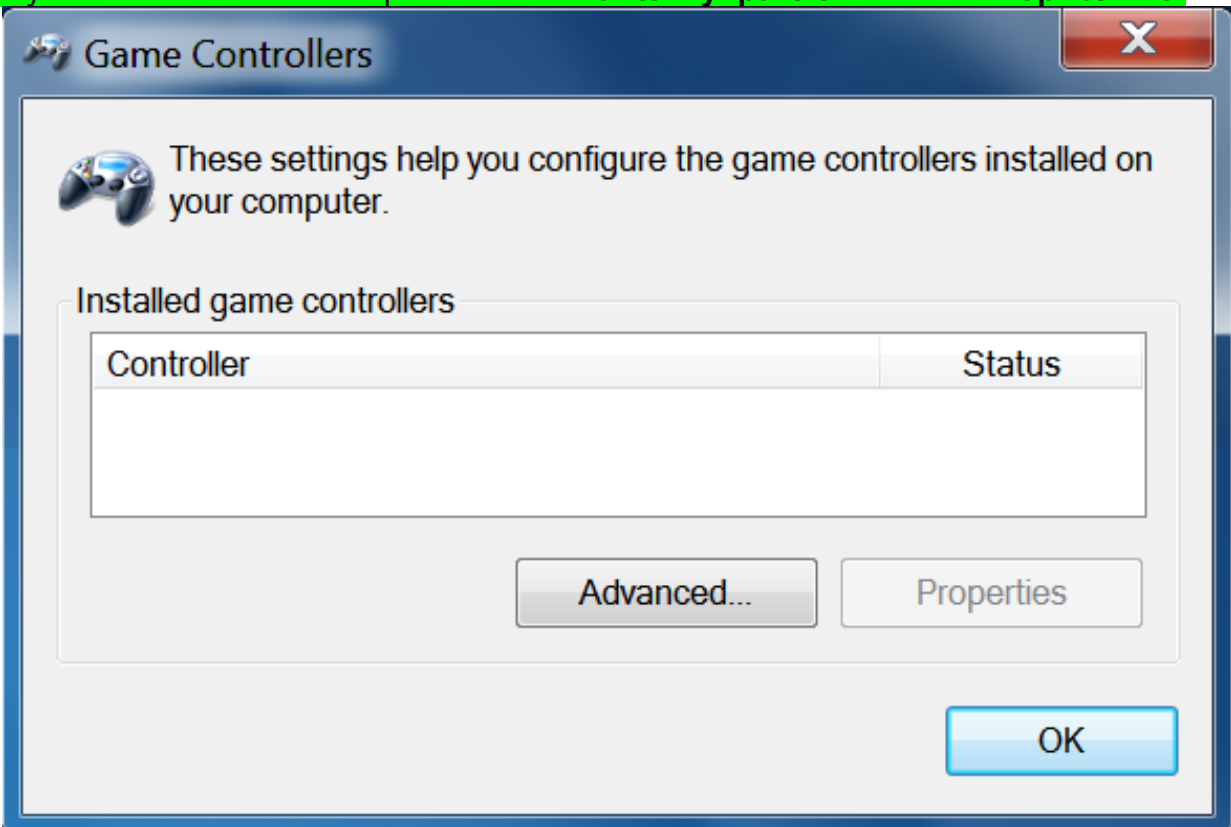 Game Controllers
These settings help you configure the game controllers installed on
your computer.
Installed game controllers
Controller Status
Advanced... Properties
OK